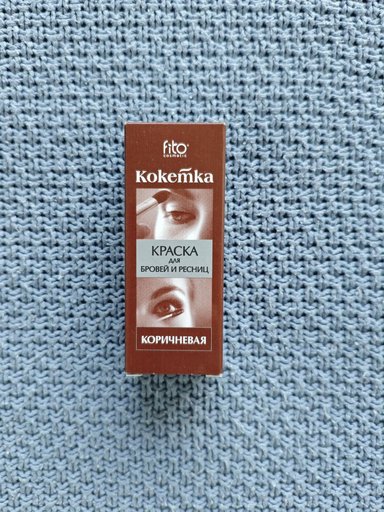 fito
cosmetic
Кокетка
КРАСКА
для
БРОВЕЙ И РЕСНИЦ
КОРИЧНЕВАЯ